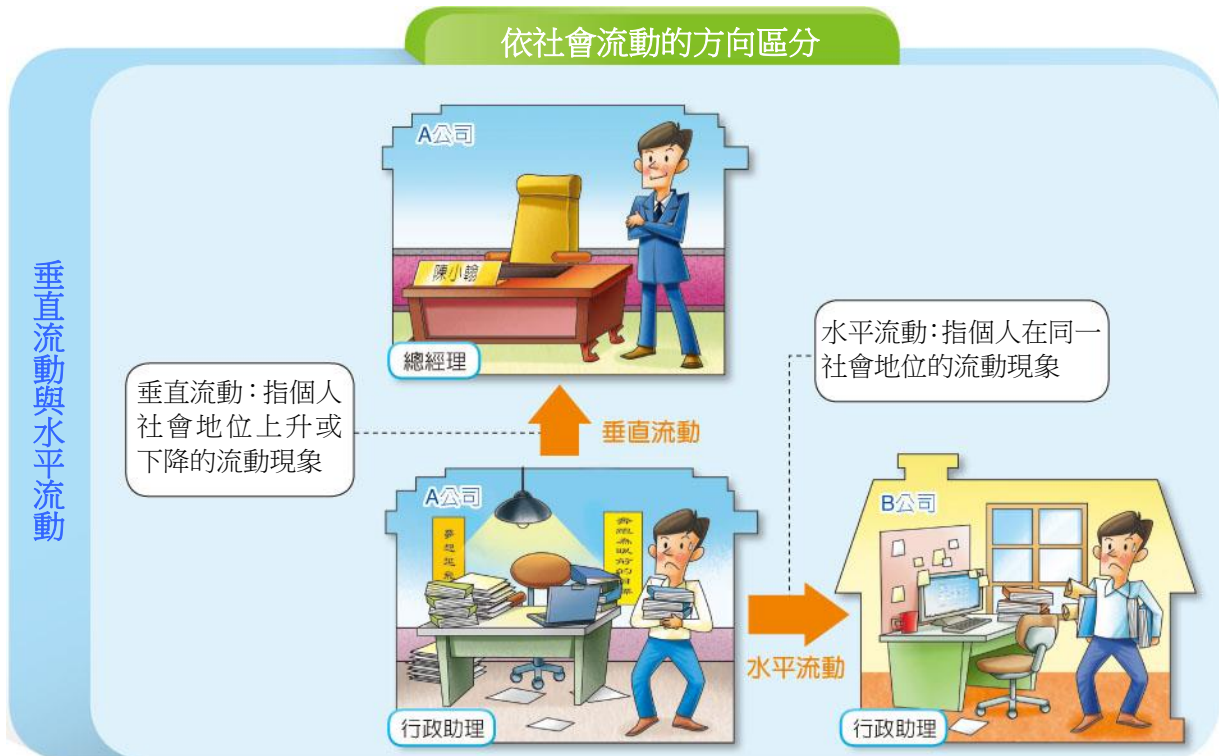 依社會流動的方向區分
垂直流動與水平流動
A公司
陳小翰
總經理
垂直流動：指個人
社會地位上升或
下降的流動現象
垂直流動
水平流動：指個人在同一
社會地位的流動現象
A公司
夢想起飛
行政助理
水平流動
B公司
行政助理